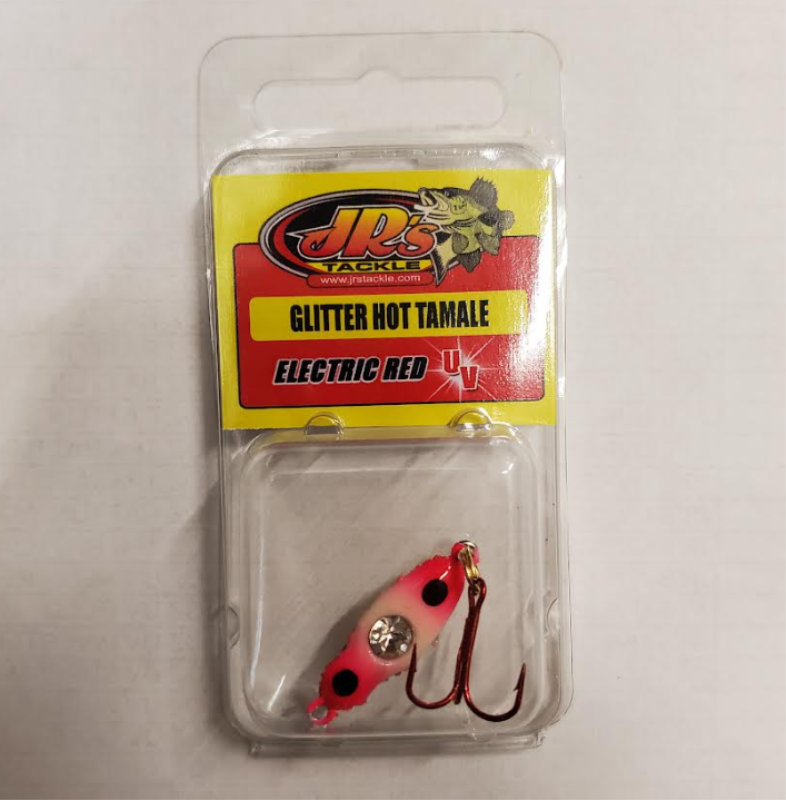 JR's
TACKLE
www.jrstackle.com
GLITTER HOT TAMALE
ELECTRIC RED UV